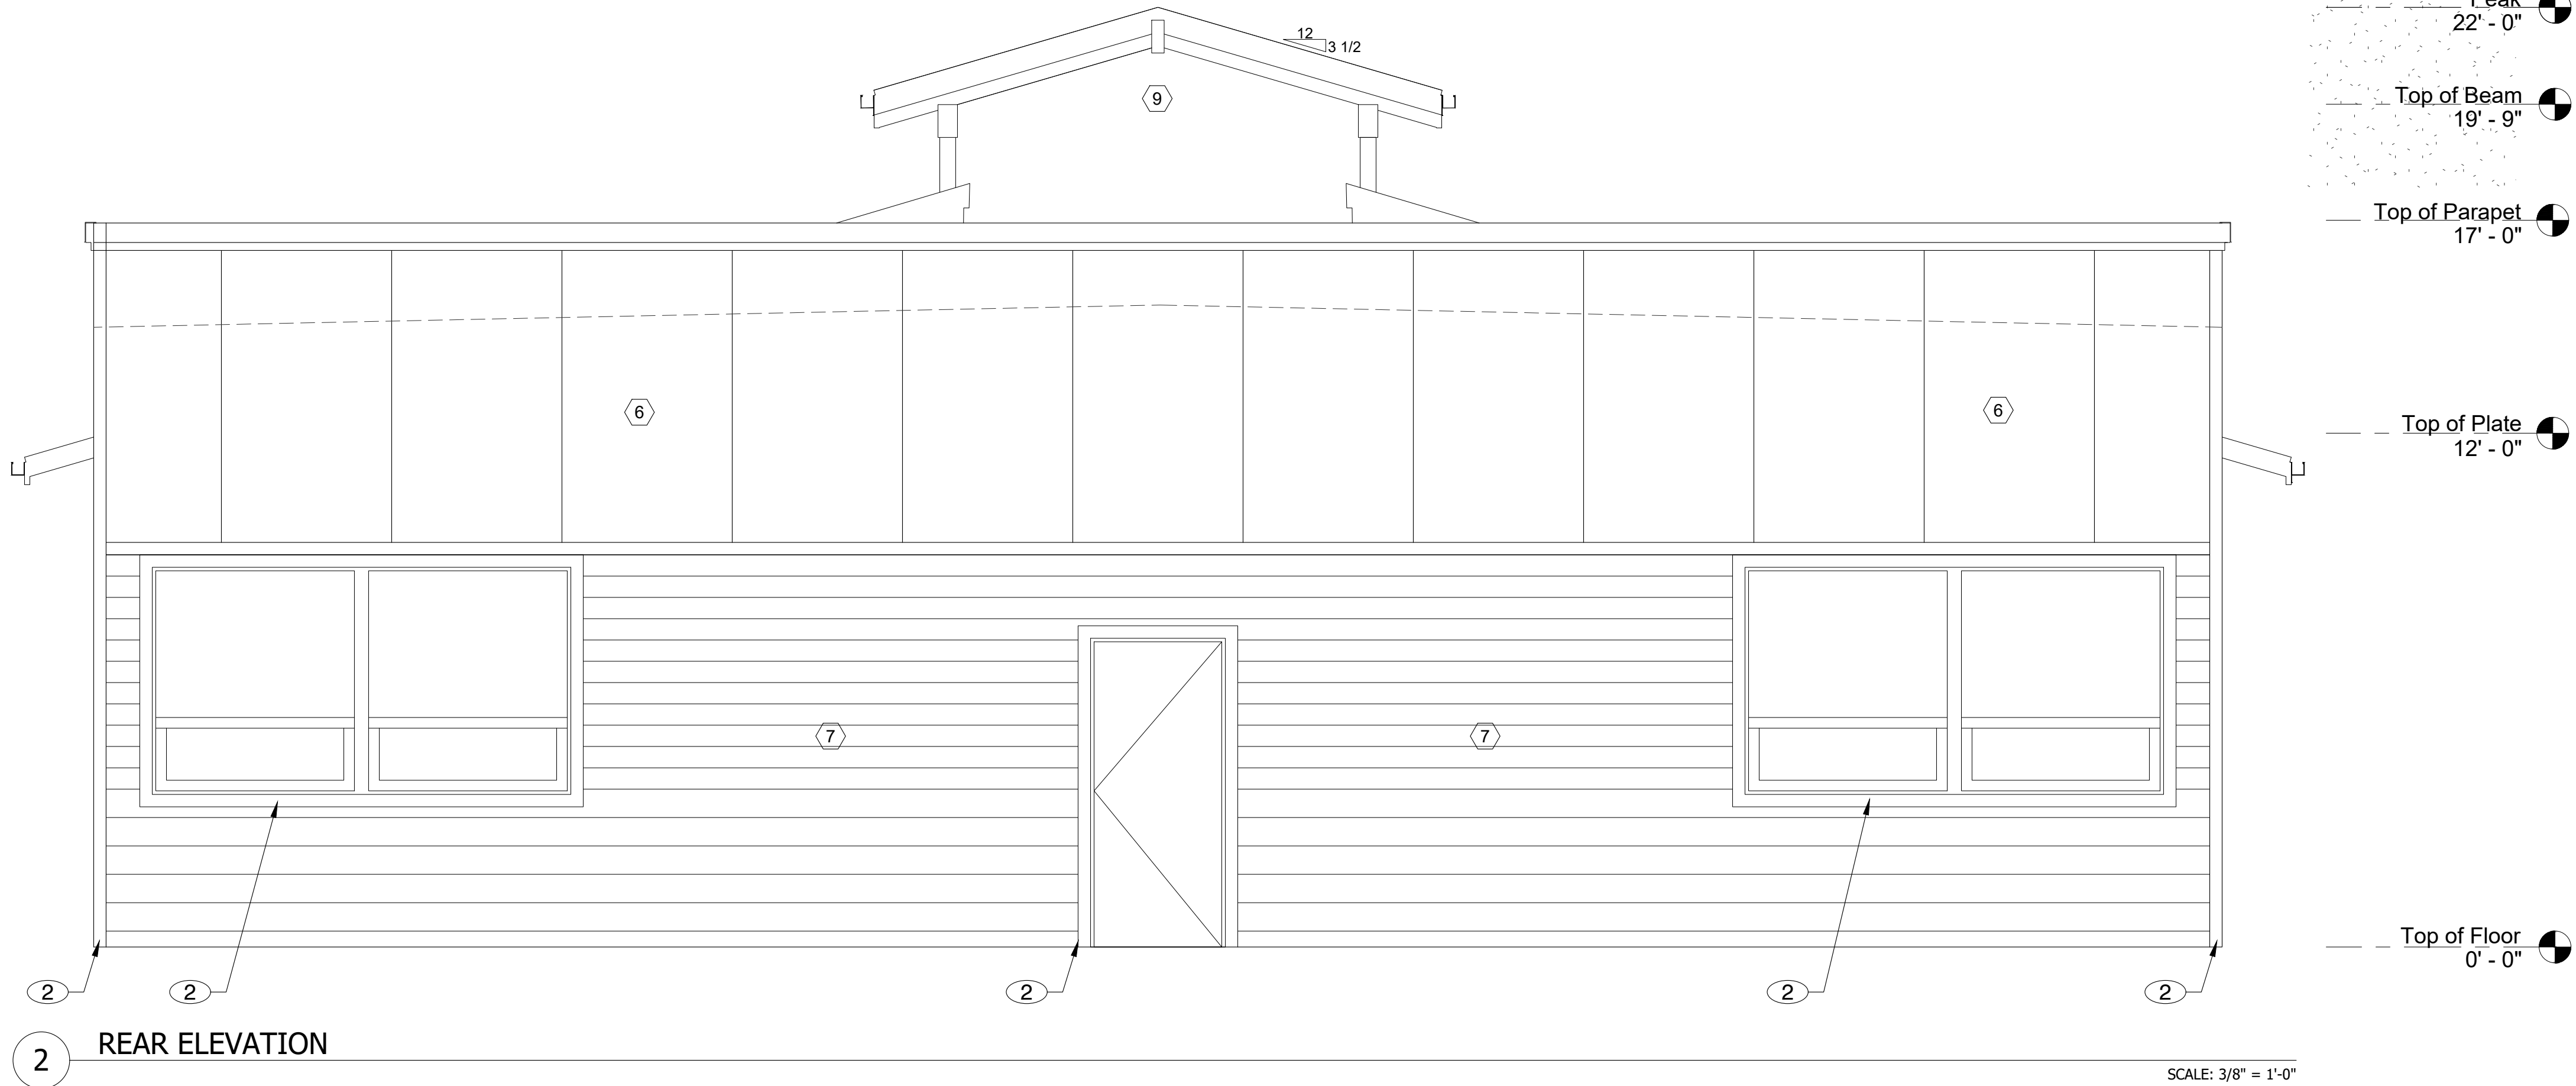 Peak
22' - 0"
12
3 1/2
9
Top of Beam
19' - 9"
Top of Parapet
17' - 0"
6
6
Top of Plate
12' - 0"
7
7
Top of Floor
0' - 0"
2
2
2
2
2
2
REAR ELEVATION
SCALE: 3/8" = 1'-0"